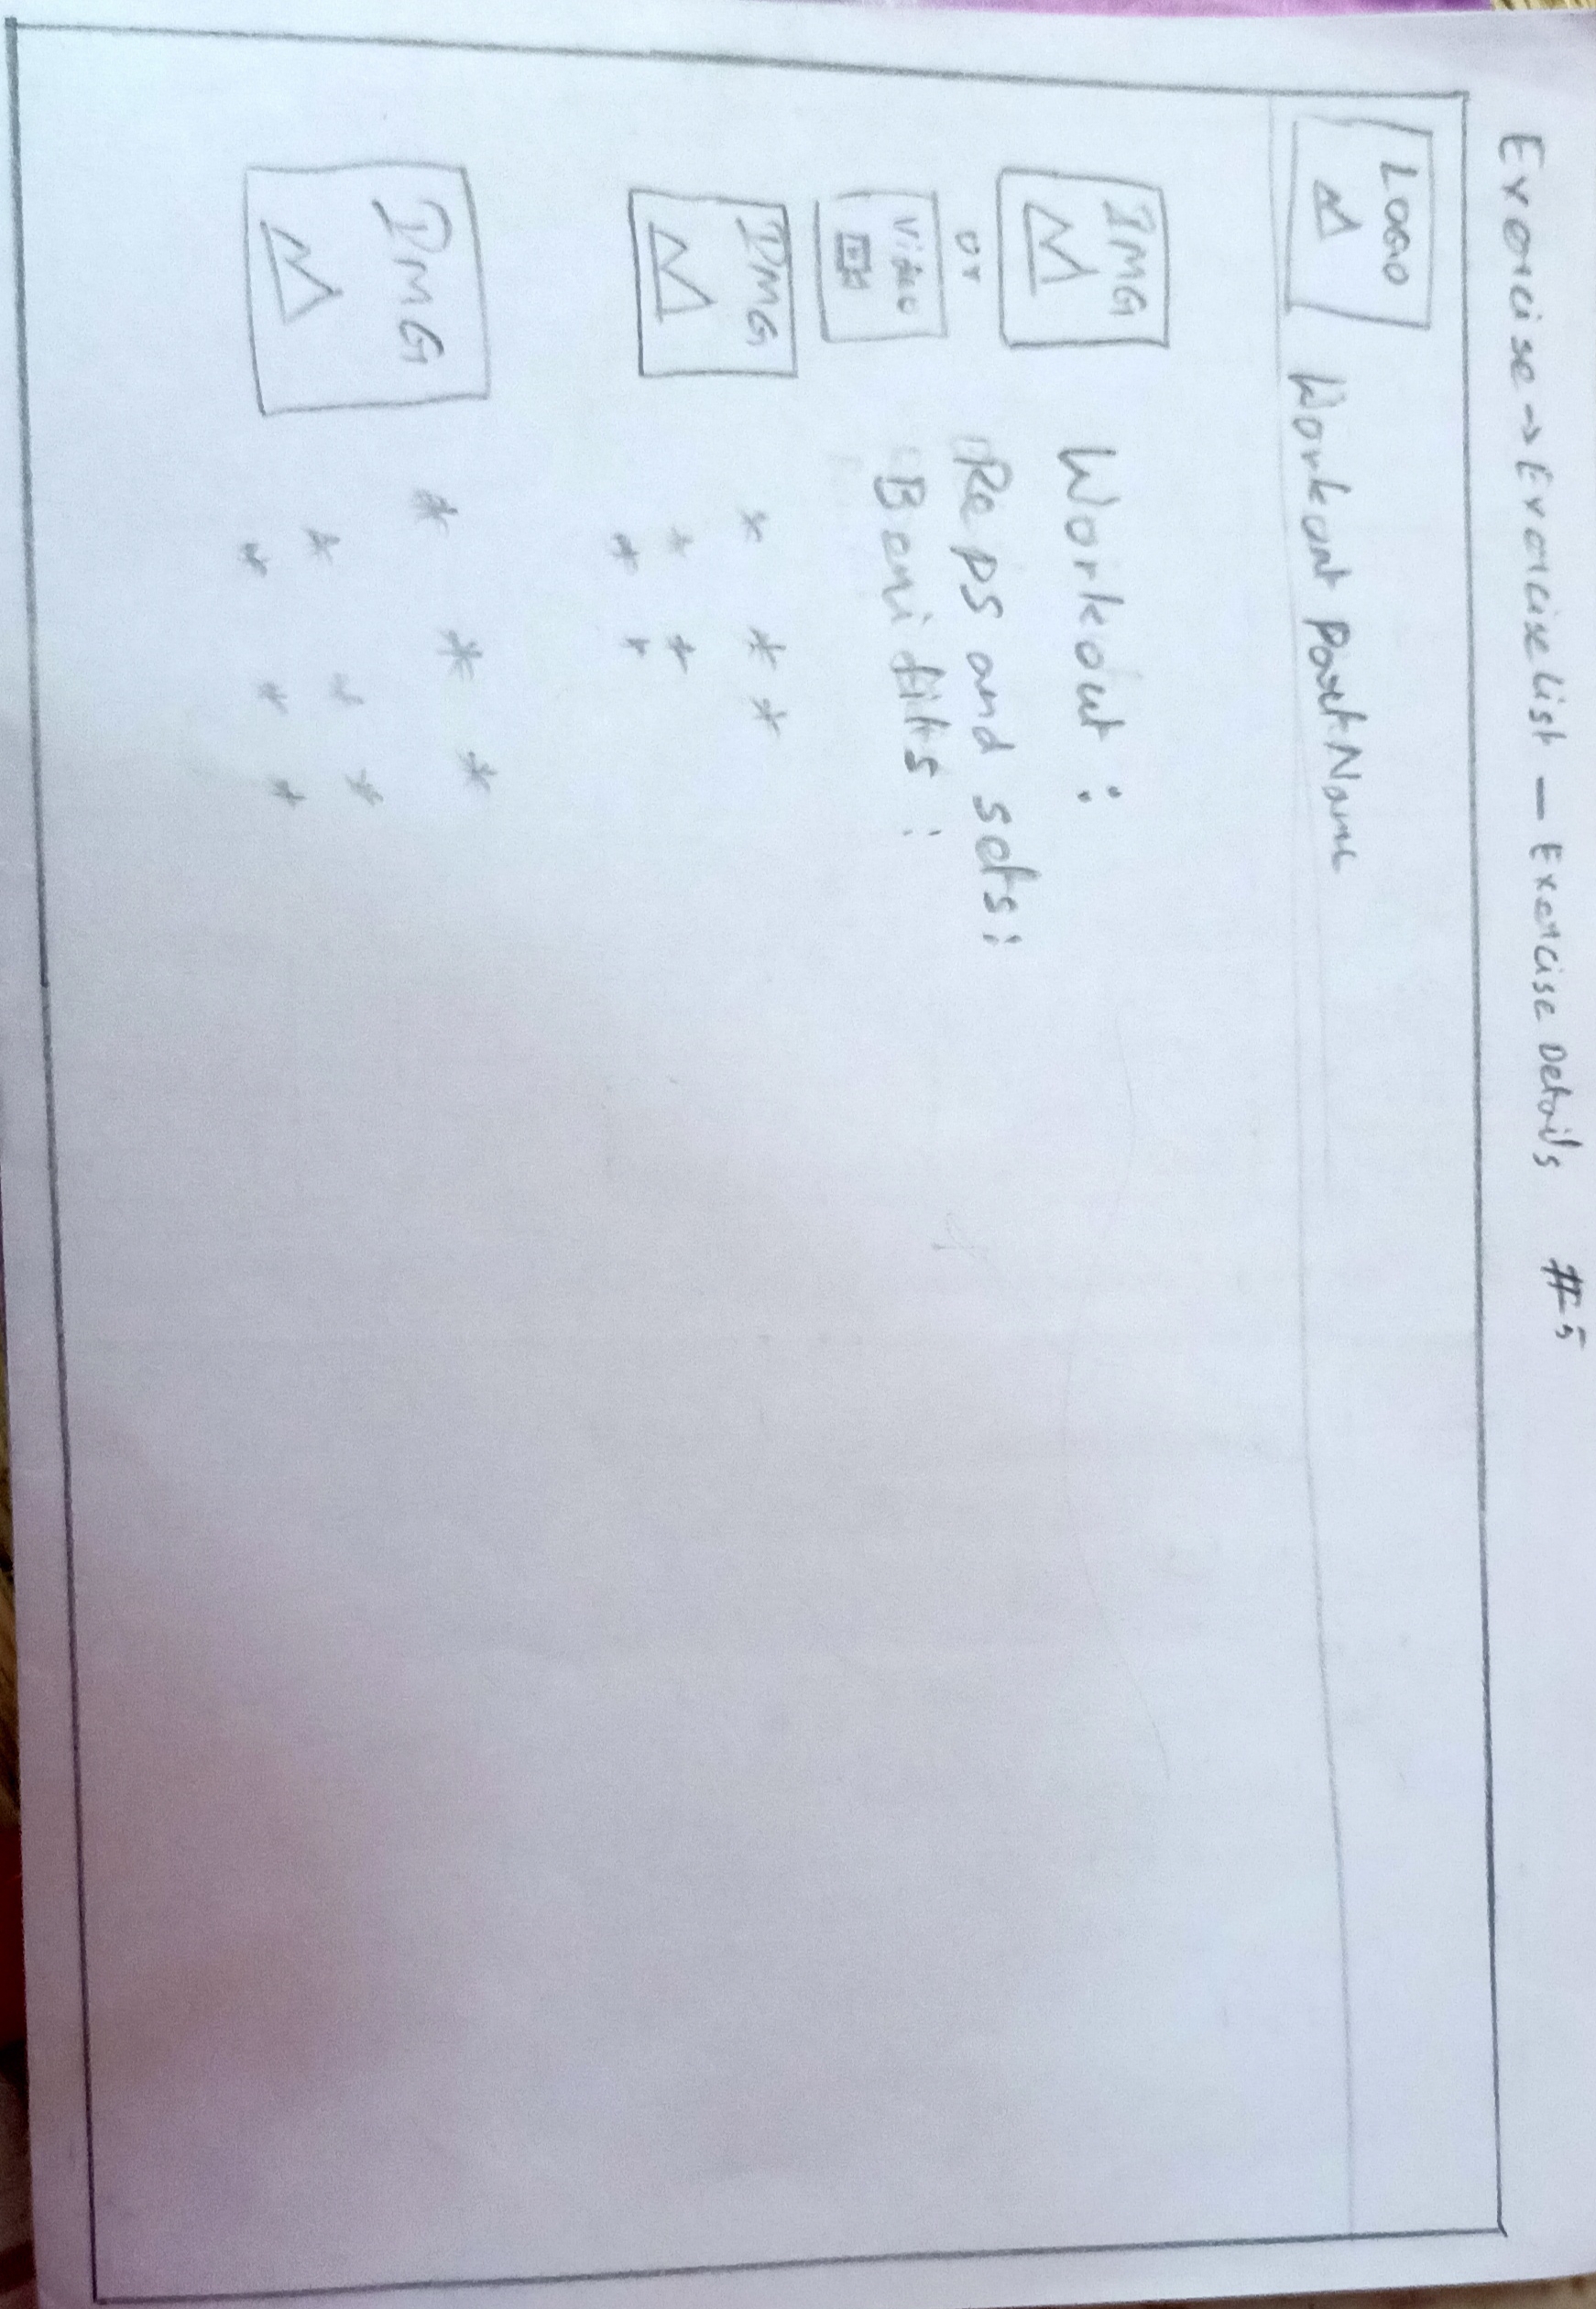 Exercise → Exercise list — Exercise Details #5
Logo
Workout Part Name
IMG
Workout :
or
Reps and sets :
Video
Benifits :
IMG
* * *
* *
* *
IMG
* * *
* * *
* * *